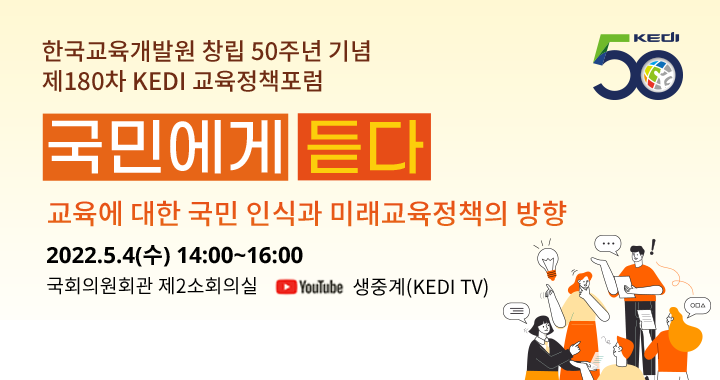 한국교육개발원 창립 50주년 기념
제180차 KEDI 교육정책포럼
KEDI
50
국민에게 듣다
교육에 대한 국민 인식과 미래교육정책의 방향
2022.5.4(수) 14:00~16:00
국회의원회관 제2소회의실 YouTube 생중계(KEDI TV)